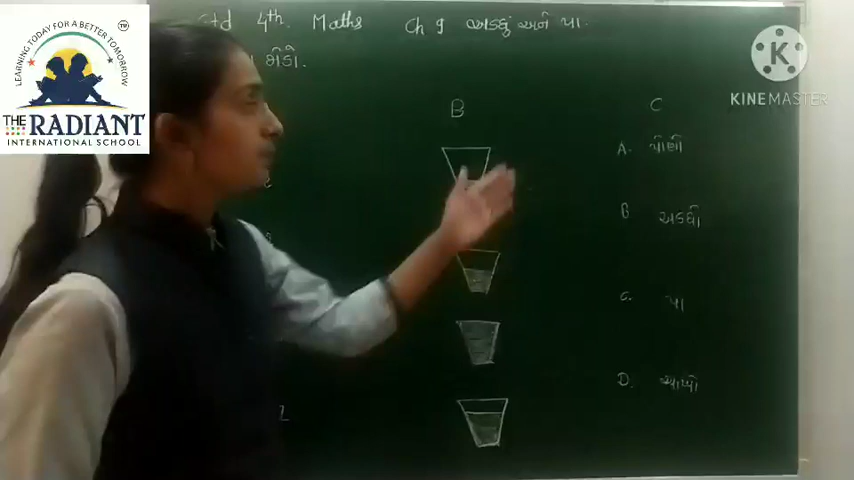 LEARNING TODAY FOR A BETTER TOMORROW
THE RADIANT
INTERNATIONAL SCHOOL
K
KINEMASTER
Std 4th. Maths Ch 9 અડધું અને પા.
જોડો.
B
C
A. પોણો
B અડધો
C. પા
D. આખો